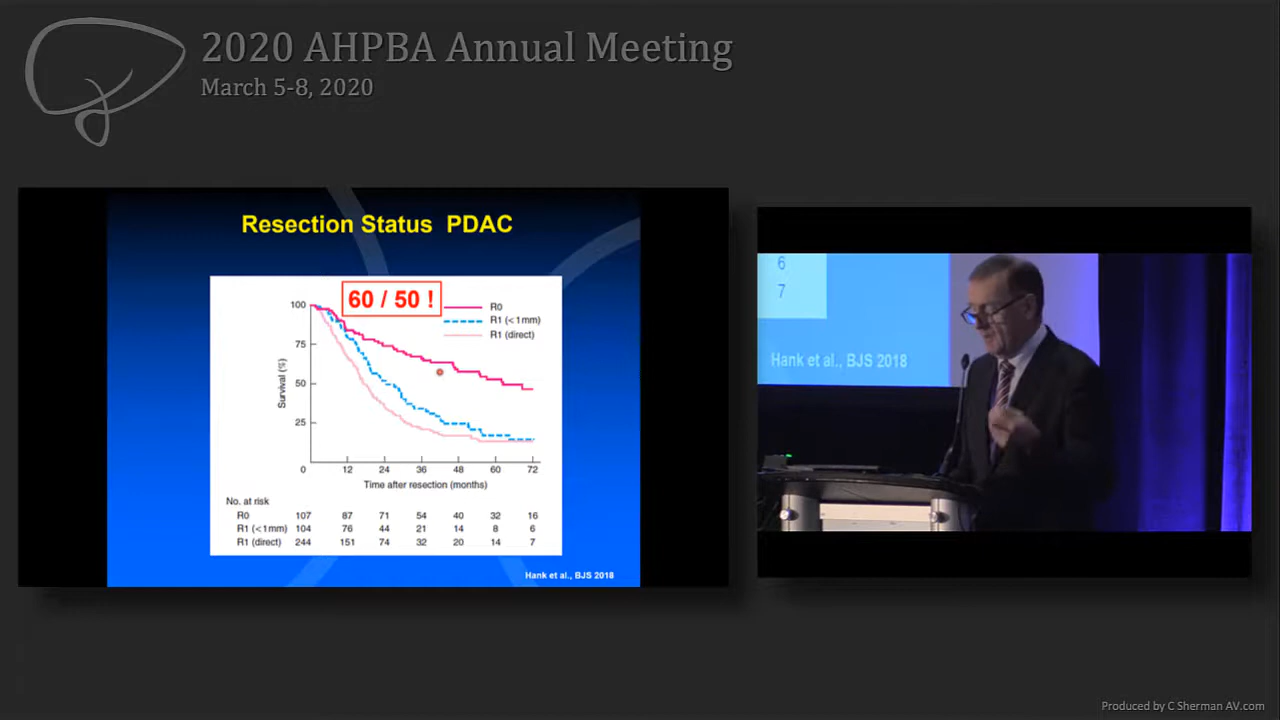 2020 AHPBA Annual Meeting
March 5-8, 2020
Resection Status PDAC
60 / 50 !
R0
R1 (<1mm)
R1 (direct)
100
75
50
25
0
Survival (%)
12 24 36 48 60 72
Time after resection (months)
No. at risk
R0 107 87 71 54 40 32 16
R1 (<1mm) 104 76 44 21 14 8 6
R1 (direct) 244 151 74 32 20 14 7
Hank et al., BJS 2018
6
7
Hank et al., BJS 2018
Produced by C Sherman AV.com